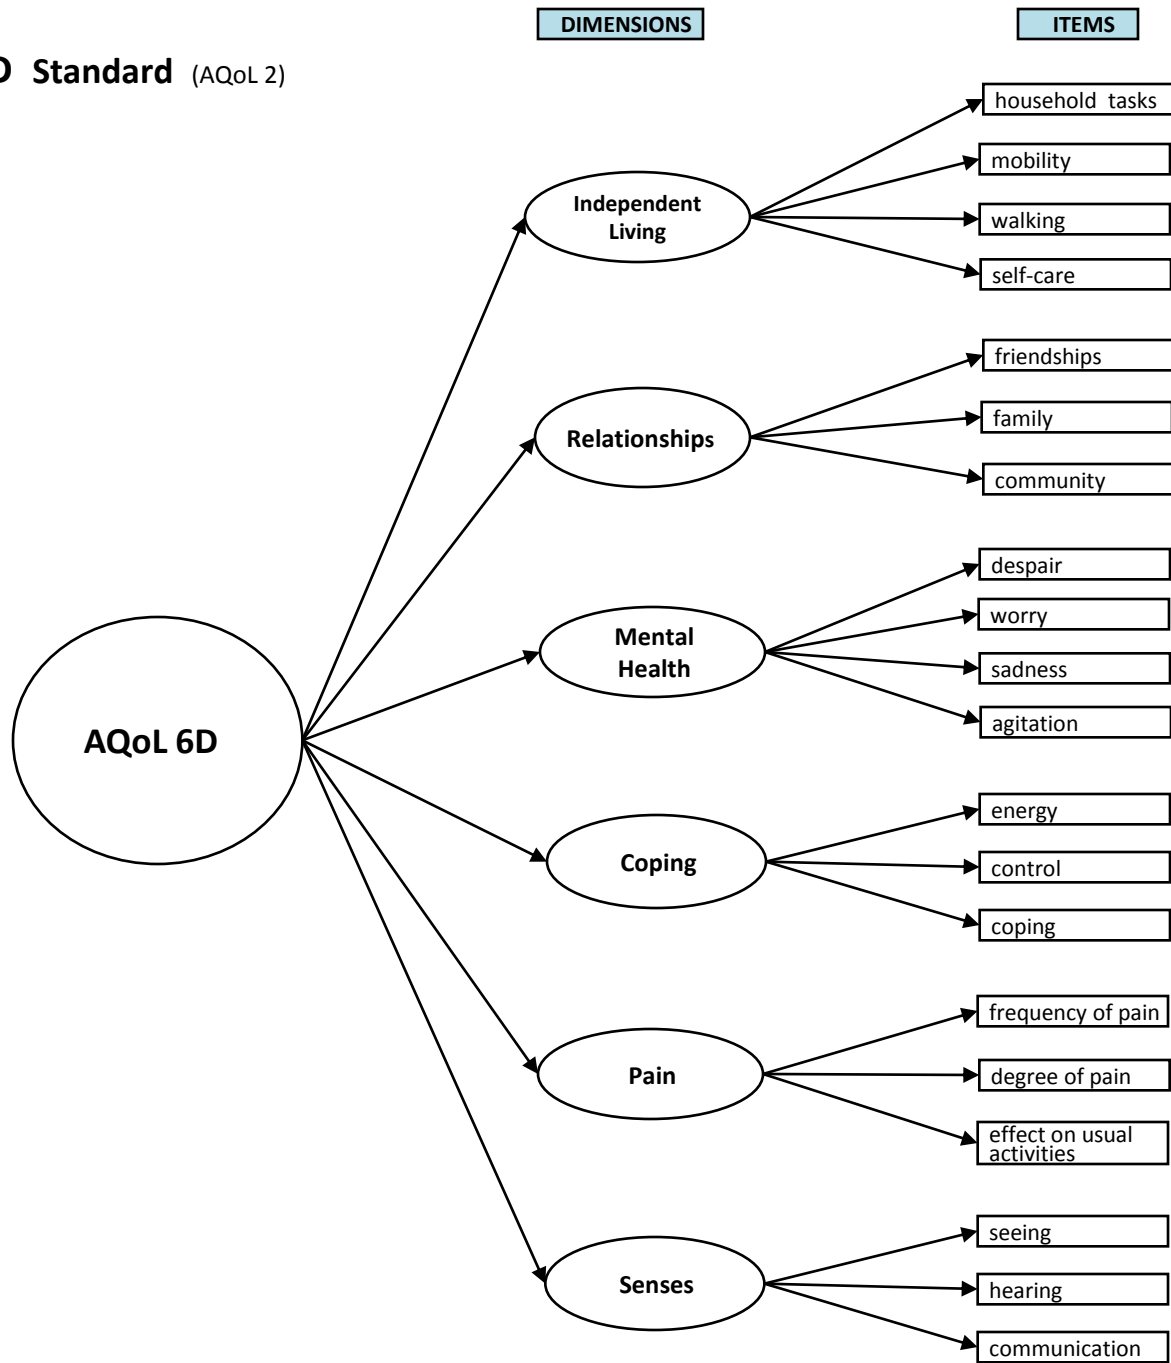 DIMENSIONS
ITEMS
D Standard (AQoL 2)
household tasks
mobility
walking
self-care
Independent
Living
friendships
family
community
Relationships
despair
worry
sadness
agitation
Mental
Health
AQoL 6D
energy
control
coping
Coping
frequency of pain
degree of pain
effect on usual
activities
Pain
seeing
hearing
communication
Senses